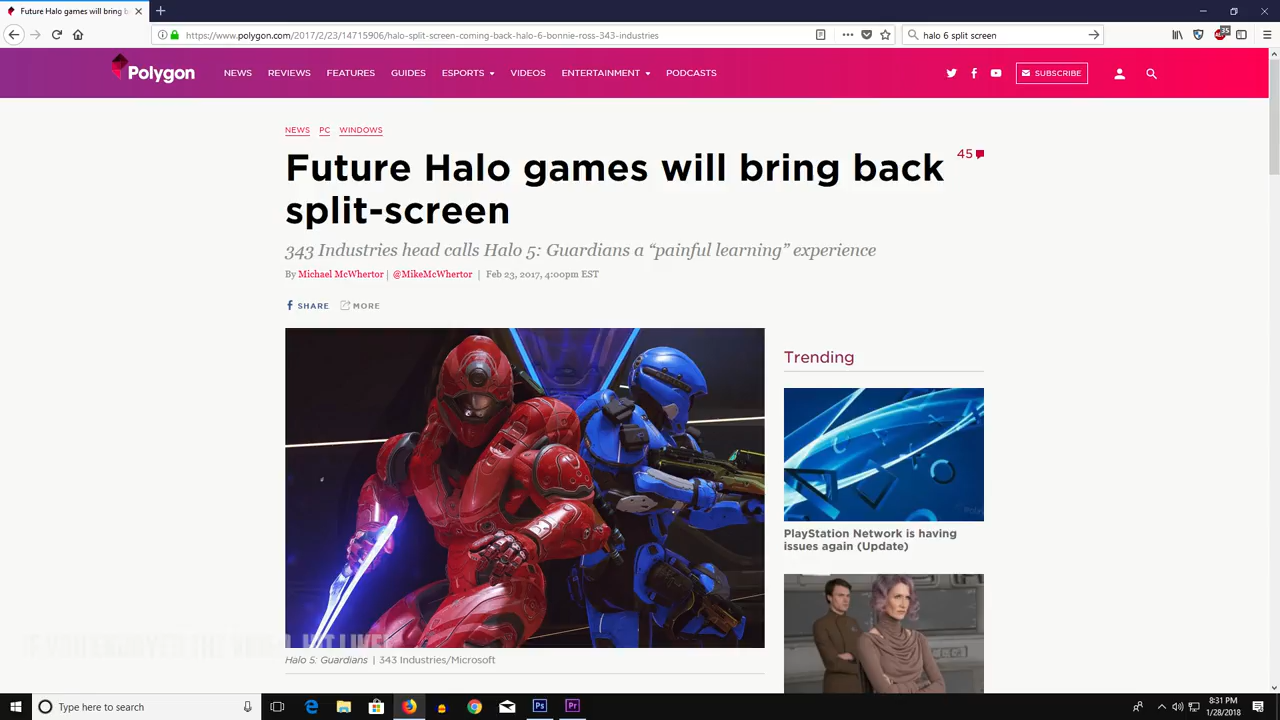 Future Halo games will bring b
https://www.polygon.com/2017/2/23/14715906/halo-split-screen-coming-back-halo-6-bonnie-ross-343-industries
halo 6 split screen
35
Polygon
NEWS REVIEWS FEATURES GUIDES ESPORTS VIDEOS ENTERTAINMENT PODCASTS
SUBSCRIBE
NEWS PC WINDOWS
Future Halo games will bring back
split-screen
45
343 Industries head calls Halo 5: Guardians a “painful learning” experience
By Michael McWhertor | @MikeMcWhertor | Feb 23, 2017, 4:00pm EST
SHARE MORE
Trending
PlayStation Network is having
issues again (Update)
Halo 5: Guardians | 343 Industries/Microsoft
Type here to search
8:31 PM
1/28/2018